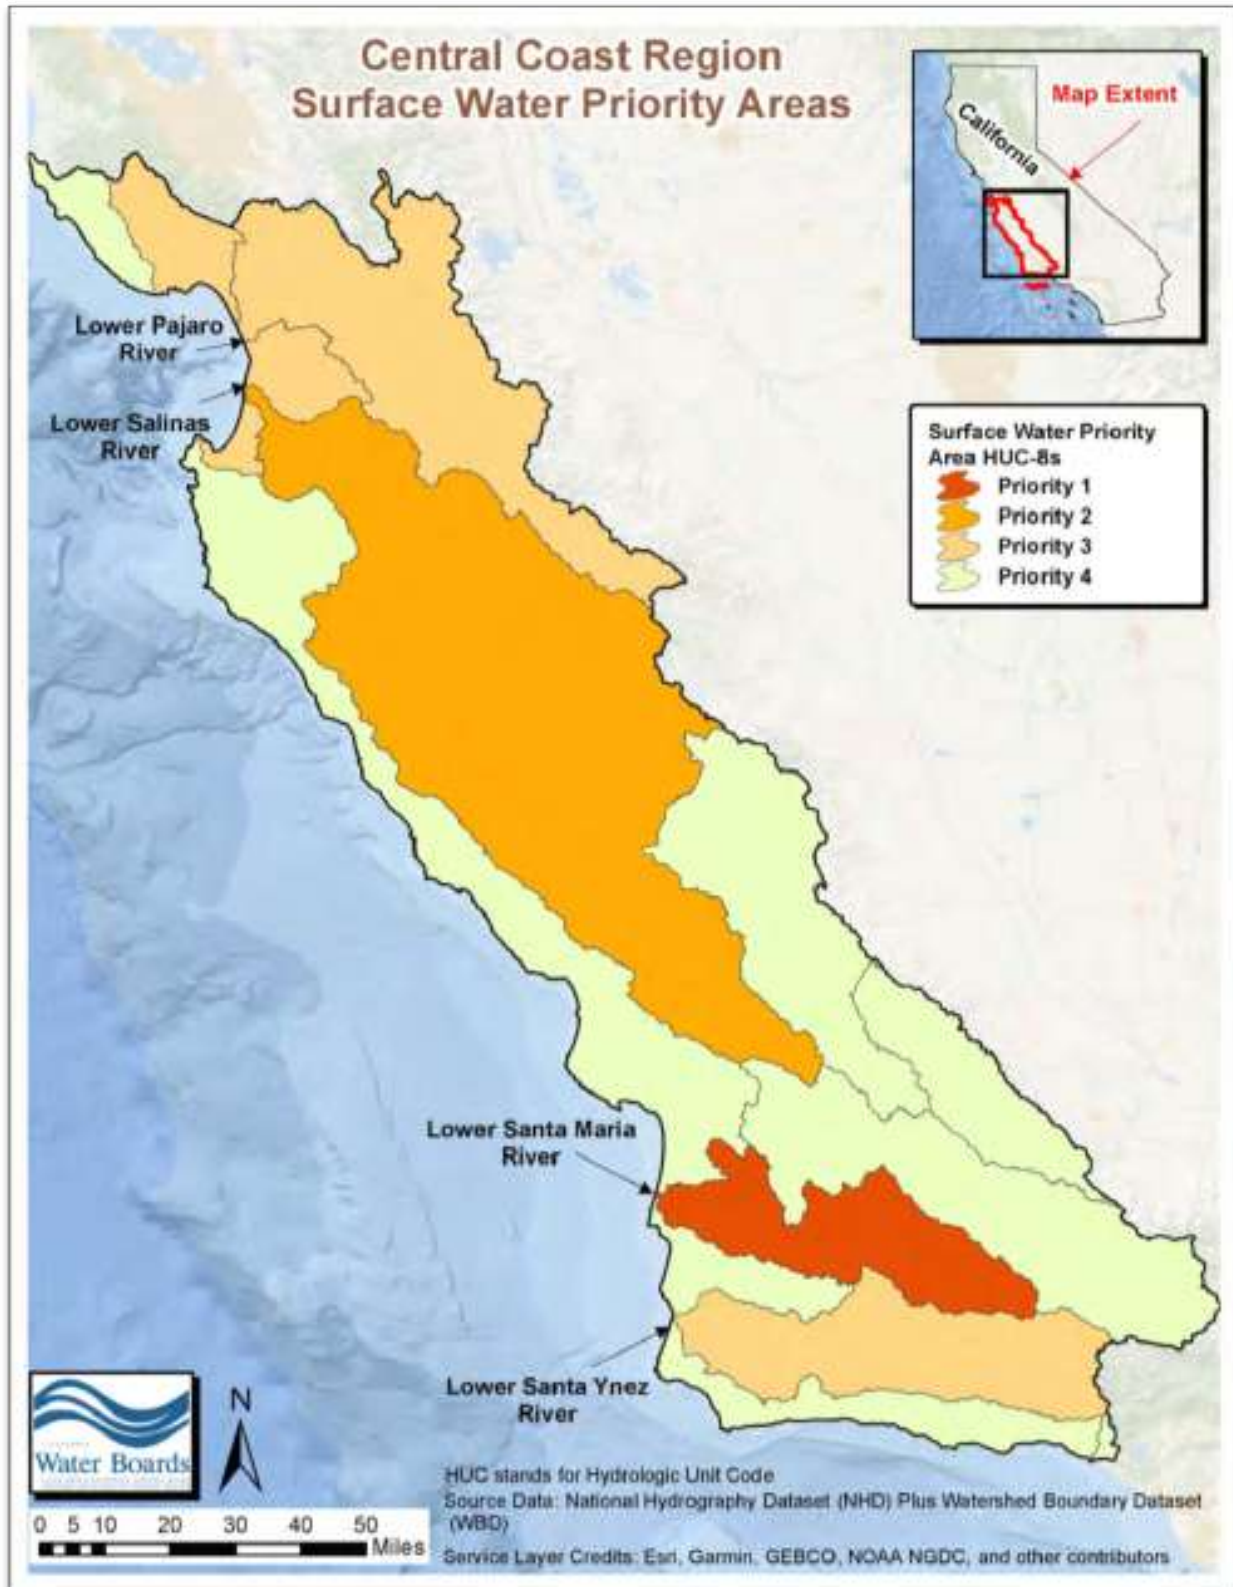 Central Coast Region
Surface Water Priority Areas
Map Extent
California
Lower Pajaro
River
Lower Salinas
River
Surface Water Priority
Area HUC-8s
Priority 1
Priority 2
Priority 3
Priority 4
Lower Santa Maria
River
Lower Santa Ynez
River
Water Boards
N
0 5 10 20 30 40 50
Miles
HUC stands for Hydrologic Unit Code
Source Data: National Hydrography Dataset (NHD) Plus Watershed Boundary Dataset
(WBD)
Service Layer Credits: Esri, Garmin, GEBCO, NOAA NGDC, and other contributors